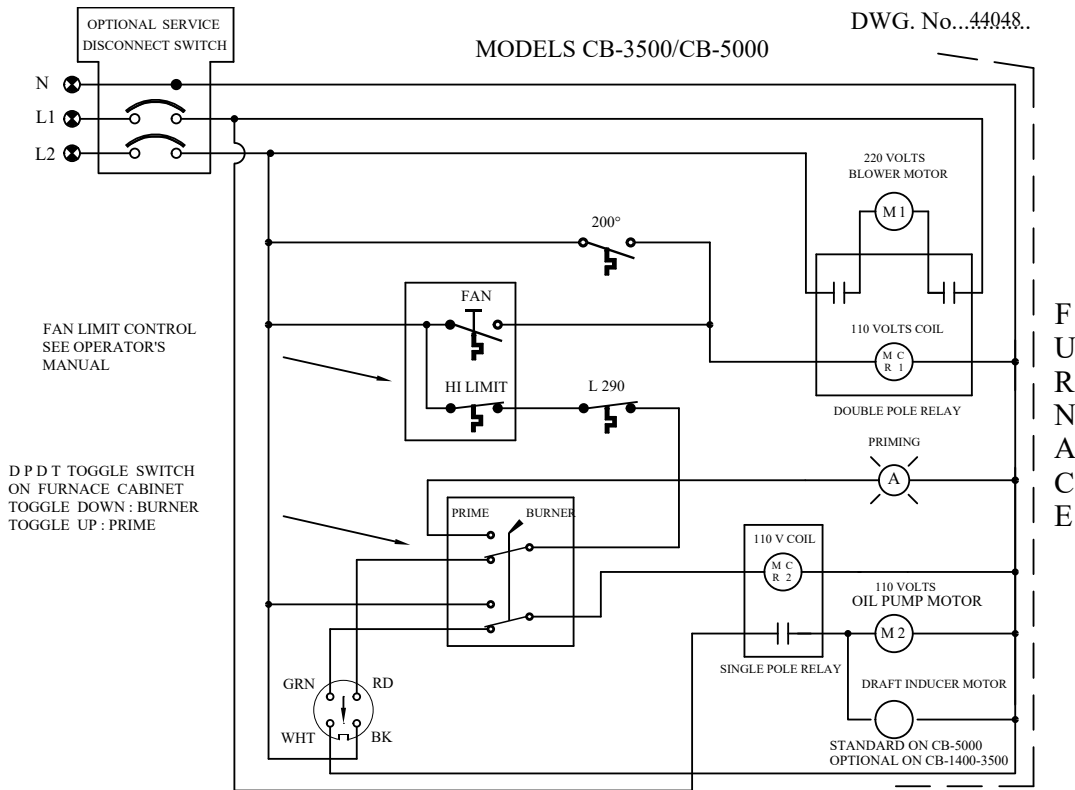 OPTIONAL SERVICE
DISCONNECT SWITCH
DWG. No...44048...
MODELS CB-3500/CB-5000
N
L1
L2
220 VOLTS
BLOWER MOTOR
M 1
200°
FAN
FAN LIMIT CONTROL
SEE OPERATOR'S
MANUAL
110 VOLTS COIL
M C
R 1
HI LIMIT
L 290
DOUBLE POLE RELAY
FURNACE
PRIMING
A
D P D T TOGGLE SWITCH
ON FURNACE CABINET
TOGGLE DOWN : BURNER
TOGGLE UP : PRIME
PRIME
BURNER
110 V COIL
M C
R 2
110 VOLTS
OIL PUMP MOTOR
M 2
SINGLE POLE RELAY
GRN
RD
WHT
BK
DRAFT INDUCER MOTOR
STANDARD ON CB-5000
OPTIONAL ON CB-1400-3500